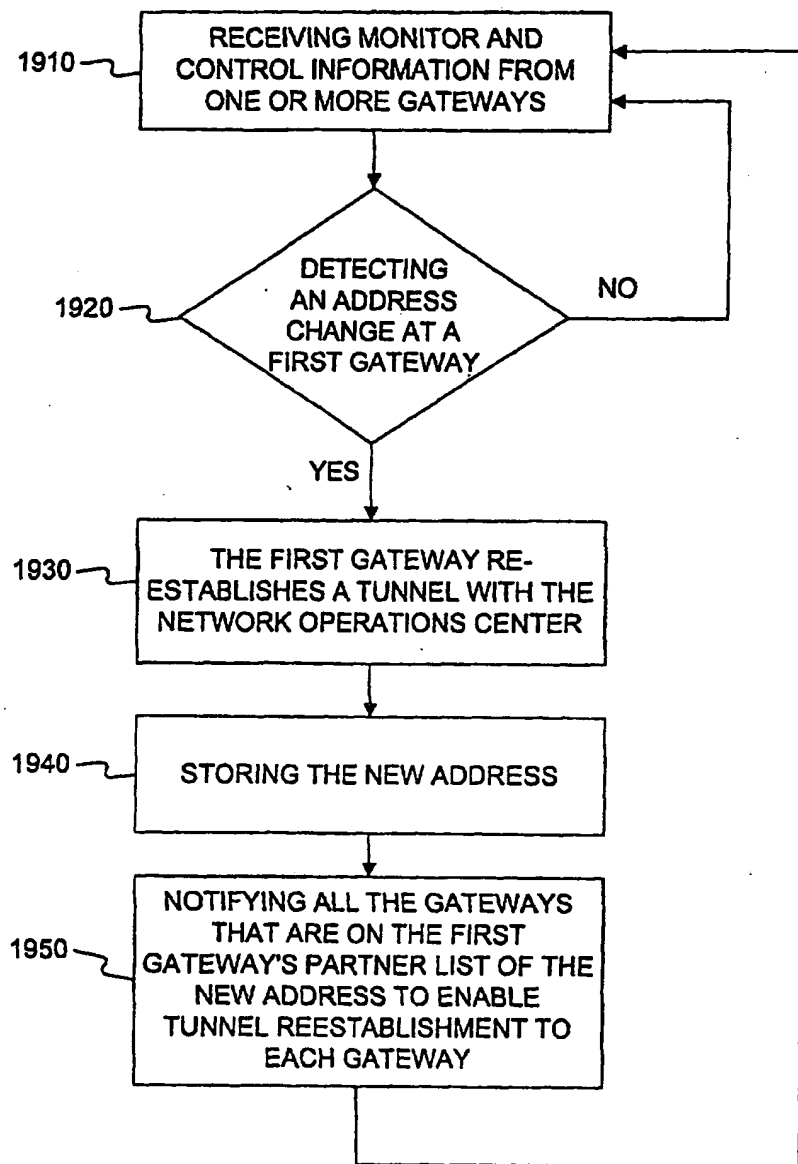 1910
RECEIVING MONITOR AND
CONTROL INFORMATION FROM
ONE OR MORE GATEWAYS
1920
DETECTING
AN ADDRESS
CHANGE AT A
FIRST GATEWAY
NO
YES
1930
THE FIRST GATEWAY RE-
ESTABLISHES A TUNNEL WITH THE
NETWORK OPERATIONS CENTER
1940
STORING THE NEW ADDRESS
1950
NOTIFYING ALL THE GATEWAYS
THAT ARE ON THE FIRST
GATEWAY'S PARTNER LIST OF THE
NEW ADDRESS TO ENABLE
TUNNEL REESTABLISHMENT TO
EACH GATEWAY